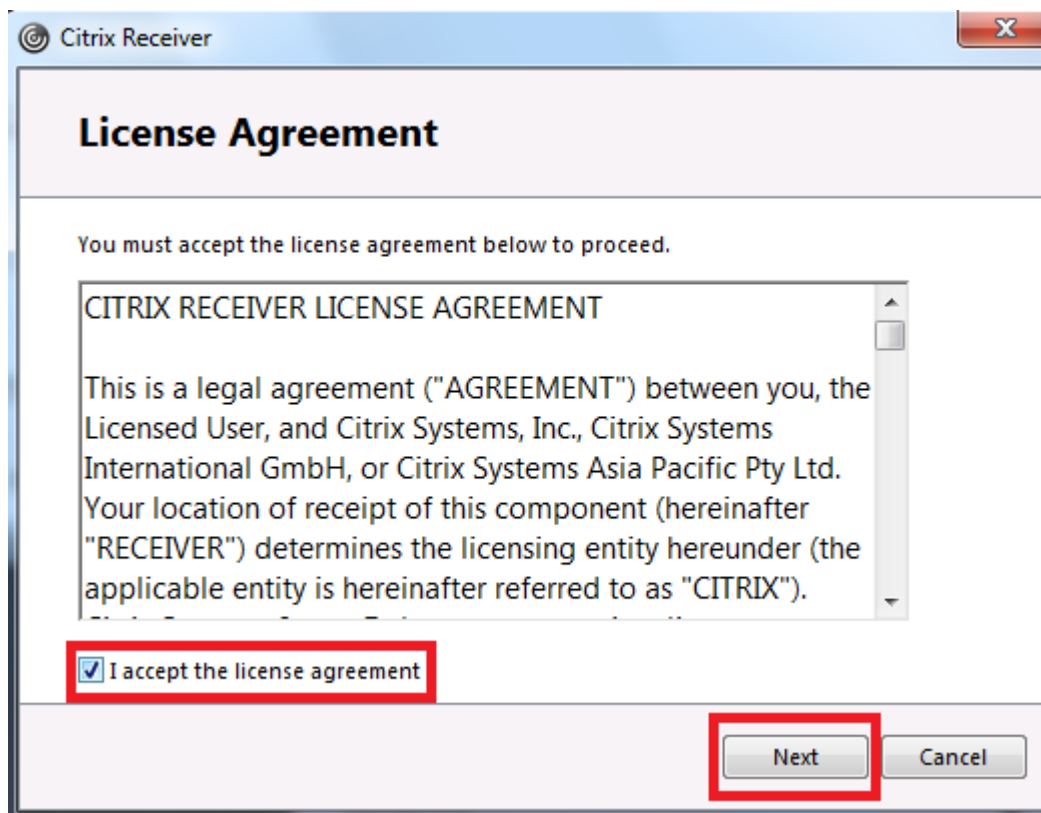 Citrix Receiver
License Agreement
You must accept the license agreement below to proceed.
CITRIX RECEIVER LICENSE AGREEMENT
This is a legal agreement ("AGREEMENT") between you, the
Licensed User, and Citrix Systems, Inc., Citrix Systems
International GmbH, or Citrix Systems Asia Pacific Pty Ltd.
Your location of receipt of this component (hereinafter
"RECEIVER") determines the licensing entity hereunder (the
applicable entity is hereinafter referred to as "CITRIX").
I accept the license agreement
Next
Cancel